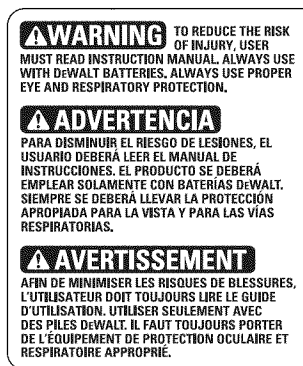 ⚠WARNING TO REDUCE THE RISK
OF INJURY, USER
MUST READ INSTRUCTION MANUAL. ALWAYS USE
WITH DEWALT BATTERIES. ALWAYS USE PROPER
EYE AND RESPIRATORY PROTECTION.
⚠ADVERTENCIA
PARA DISMINUIR EL RIESGO DE LESIONES, EL
USUARIO DEBERÁ LEER EL MANUAL DE
INSTRUCCIONES. EL PRODUCTO SE DEBERÁ
EMPLEAR SOLAMENTE CON BATERÍAS DEWALT.
SIEMPRE SE DEBERÁ LLEVAR LA PROTECCIÓN
APROPIADA PARA LA VISTA Y PARA LAS VÍAS
RESPIRATORIAS.
⚠AVERTISSEMENT
AFIN DE MINIMISER LES RISQUES DE BLESSURES,
L'UTILISATEUR DOIT TOUJOURS LIRE LE GUIDE
D'UTILISATION. UTILISER SEULEMENT AVEC
DES PILES DEWALT. IL FAUT TOUJOURS PORTER
DE L'ÉQUIPEMENT DE PROTECTION OCULAIRE ET
RESPIRATOIRE APPROPRIÉ.